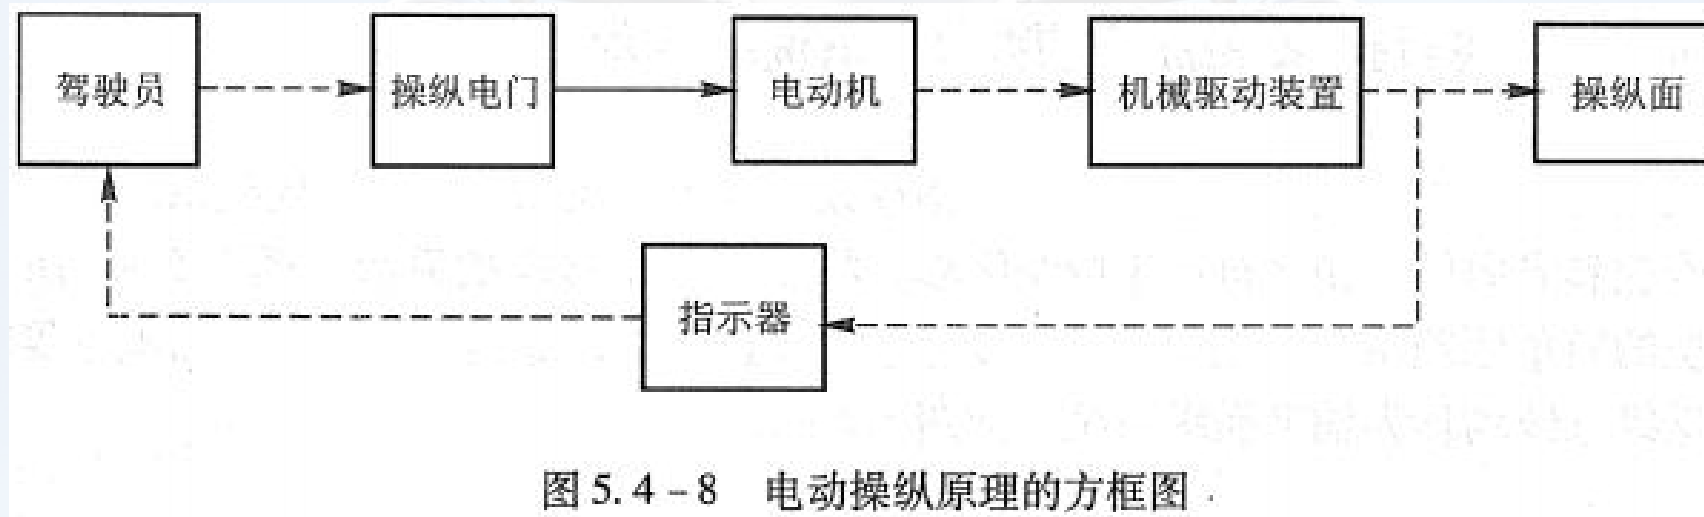 驾驶员
操纵电门
电动机
机械驱动装置
操纵面
指示器
图5.4-8 电动操纵原理的方框图